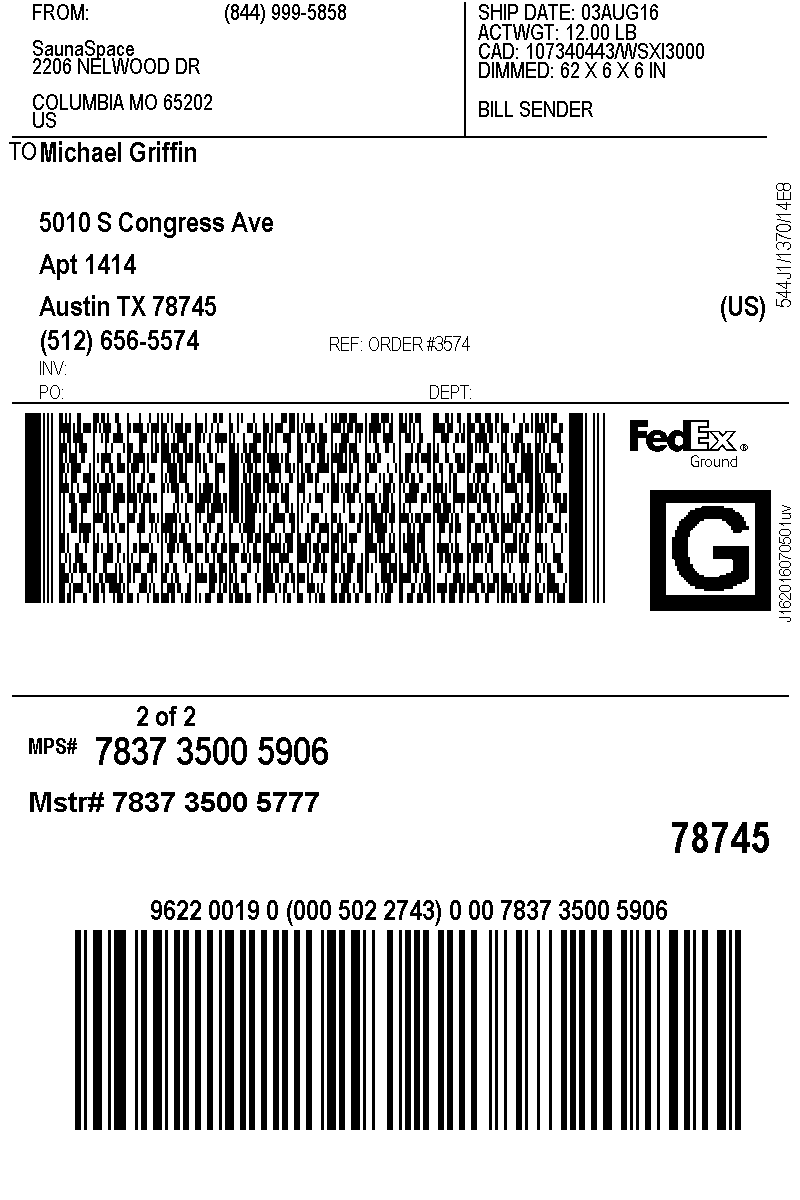 FROM: (844) 999-5858
SaunaSpace
2206 NELWOOD DR
COLUMBIA MO 65202
US
SHIP DATE: 03AUG16
ACTWGT: 12.00 LB
CAD: 107340443/WSXI3000
DIMMED: 62 X 6 X 6 IN
BILL SENDER
TO Michael Griffin
5010 S Congress Ave
Apt 1414
Austin TX 78745 (US)
(512) 656-5574 REF: ORDER #3574
INV:
PO: DEPT:
544J1/1370/14E8
FedEx®
Ground
G
J162016070501uv
2 of 2
MPS# 7837 3500 5906
Mstr# 7837 3500 5777
78745
9622 0019 0 (000 502 2743) 0 00 7837 3500 5906